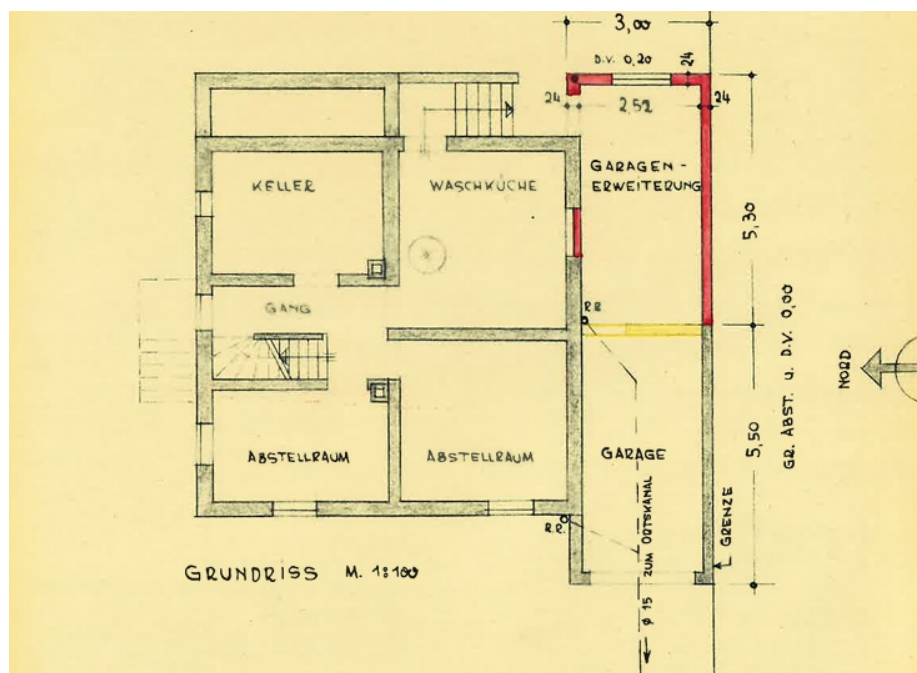 3,00
D.V. 0,20
24
24
2,52
24
KELLER
WASCHKÜCHE
GARAGEN-
ERWEITERUNG
5,30
GANG
R.R.
GR. ABST. u. D.V. 0,00
NORD
ABSTELLRAUM
ABSTELLRAUM
GARAGE
5,50
R.R.
GRENZE
ø 15 ZUM ORTSKANAL
GRUNDRISS M. 1:100